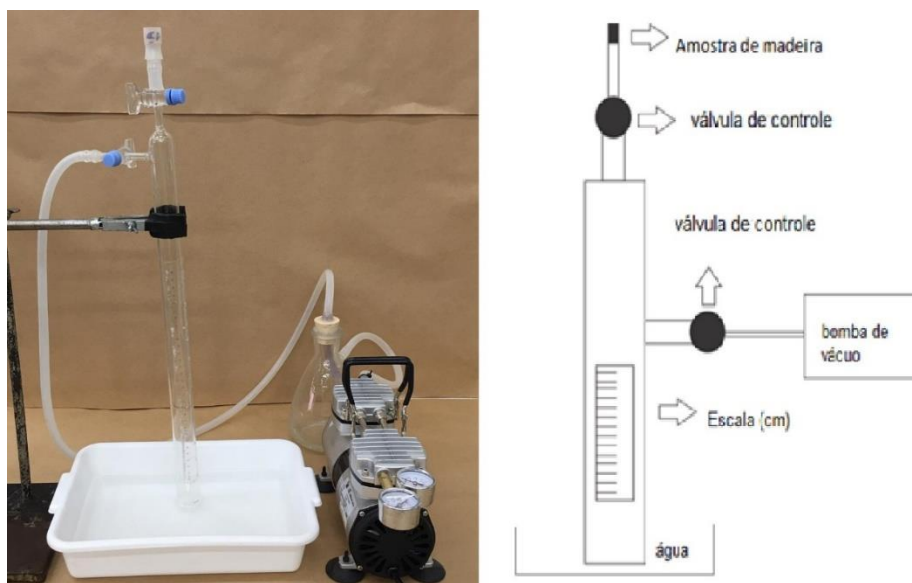 Amostra de madeira
válvula de controle
válvula de controle
bomba de
vácuo
Escala (cm)
água